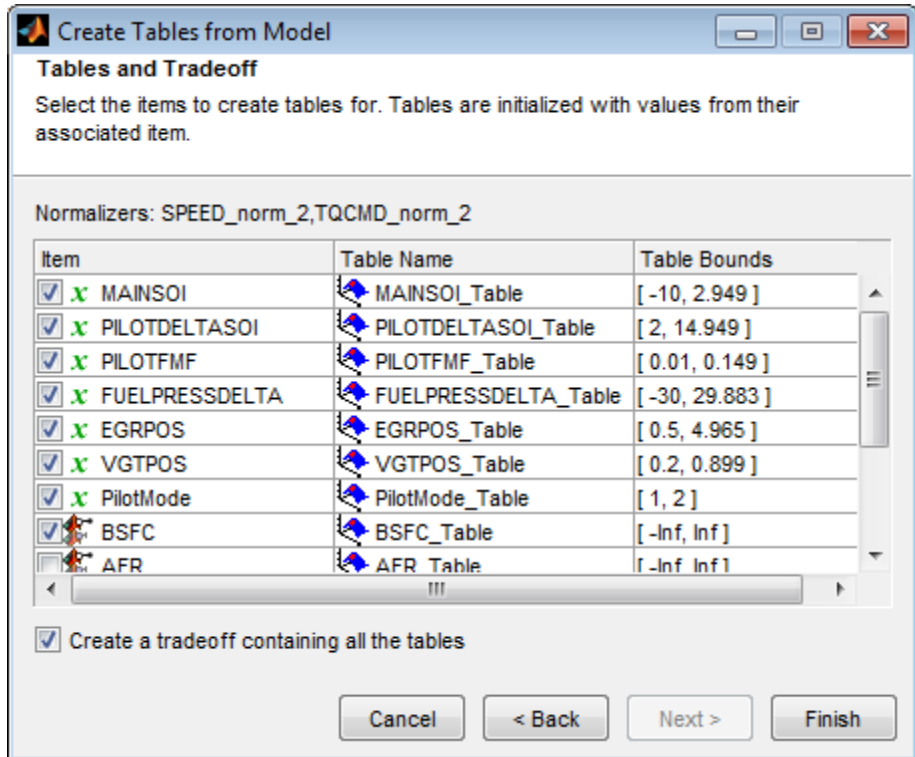 Create Tables from Model
Tables and Tradeoff
Select the items to create tables for. Tables are initialized with values from their
associated item.
Normalizers: SPEED_norm_2,TQCMD_norm_2
Item Table Name Table Bounds
x MAINSOI MAINSOI_Table [ -10, 2.949 ]
x PILOTDELTASOI PILOTDELTASOI_Table [ 2, 14.949 ]
x PILOTFMF PILOTFMF_Table [ 0.01, 0.149 ]
x FUELPRESSDELTA FUELPRESSDELTA_Table [ -30, 29.883 ]
x EGRPOS EGRPOS_Table [ 0.5, 4.965 ]
x VGTPOS VGTPOS_Table [ 0.2, 0.899 ]
x PilotMode PilotMode_Table [ 1, 2 ]
BSFC BSFC_Table [ -Inf, Inf ]
AFR AFR_Table [ -Inf, Inf ]
Create a tradeoff containing all the tables
Cancel < Back Next > Finish